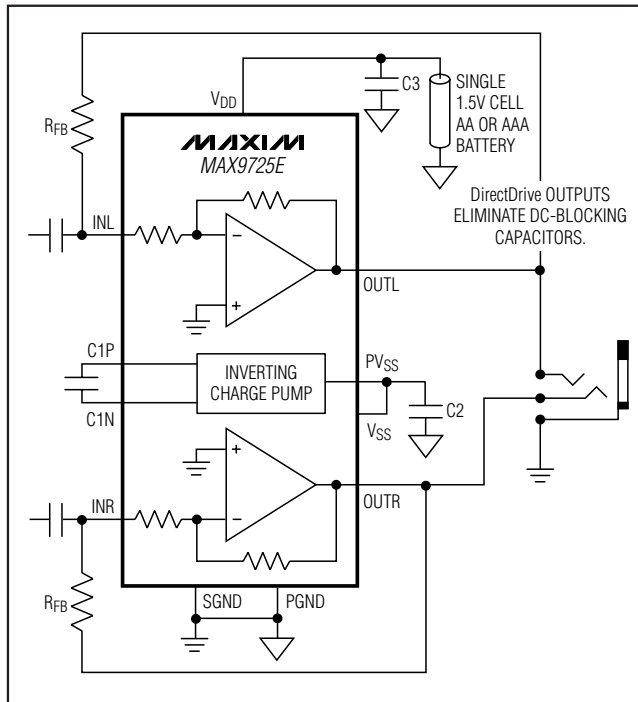 VDD
C3
SINGLE
1.5V CELL
AA OR AAA
BATTERY
RFB
MAXIM
MAX9725E
DirectDrive OUTPUTS
ELIMINATE DC-BLOCKING
CAPACITORS.
INL
−
+
OUTL
C1P
INVERTING
CHARGE PUMP
PVSS
C1N
VSS
C2
+
−
OUTR
INR
RFB
SGND
PGND